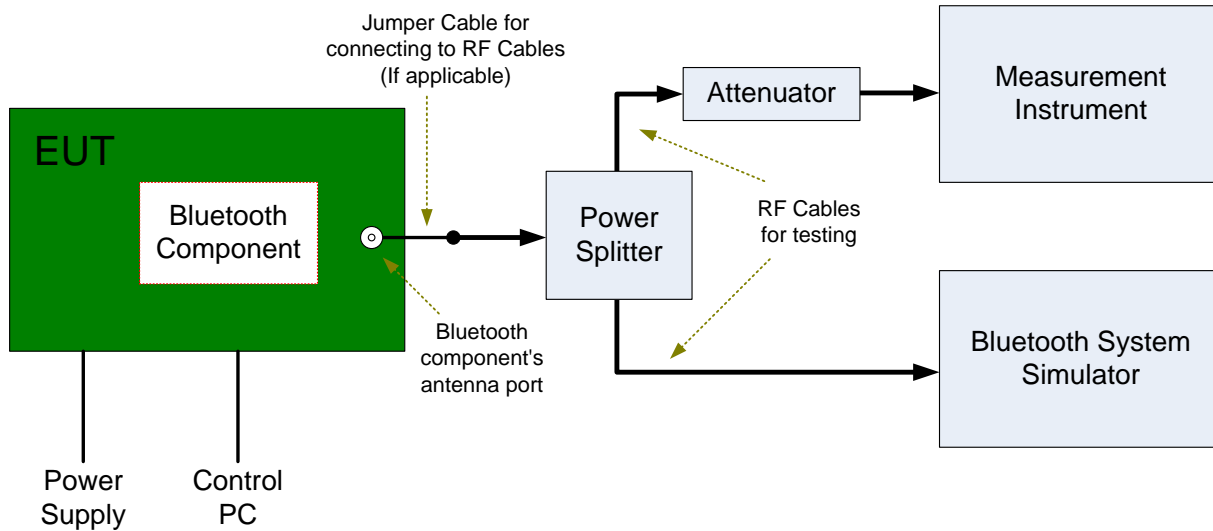 Jumper Cable for
connecting to RF Cables
(If applicable)
EUT
Bluetooth
Component
Bluetooth
component's
antenna port
Power
Supply
Control
PC
Power
Splitter
Attenuator
RF Cables
for testing
Measurement
Instrument
Bluetooth System
Simulator